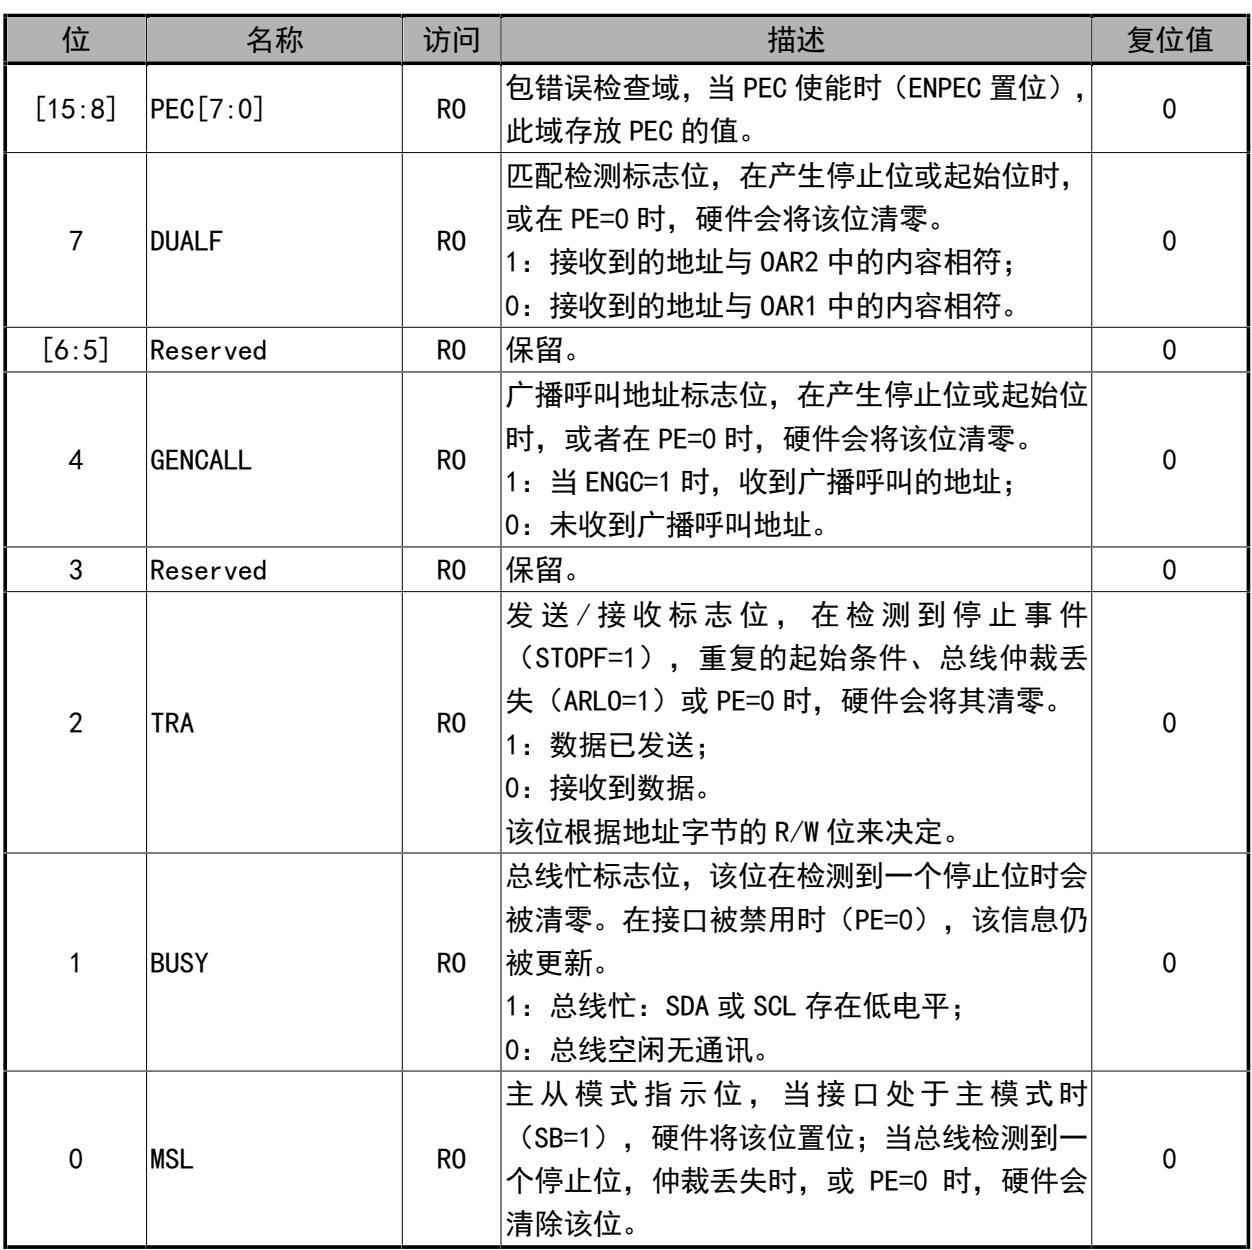 位 名称 访问 描述 复位值
[15:8] PEC[7:0] RO 包错误检查域，当 PEC 使能时（ENPEC 置位），
此域存放 PEC 的值。 0
7 DUALF RO 匹配检测标志位，在产生停止位或起始位时，
或在 PE=0 时，硬件会将该位清零。
1：接收到的地址与 OAR2 中的内容相符；
0：接收到的地址与 OAR1 中的内容相符。 0
[6:5] Reserved RO 保留。 0
4 GENCALL RO 广播呼叫地址标志位，在产生停止位或起始位
时，或者在 PE=0 时，硬件会将该位清零。
1：当 ENGC=1 时，收到广播呼叫的地址；
0：未收到广播呼叫地址。 0
3 Reserved RO 保留。 0
2 TRA RO 发送/接收标志位，在检测到停止事件
（STOPF=1），重复的起始条件、总线仲裁丢
失（ARLO=1）或 PE=0 时，硬件会将其清零。
1：数据已发送；
0：接收到数据。
该位根据地址字节的 R/W 位来决定。 0
1 BUSY RO 总线忙标志位，该位在检测到一个停止位时会
被清零。在接口被禁用时（PE=0），该信息仍
被更新。
1：总线忙：SDA 或 SCL 存在低电平；
0：总线空闲无通讯。 0
0 MSL RO 主从模式指示位，当接口处于主模式时
（SB=1），硬件将该位置位；当总线检测到一
个停止位，仲裁丢失时，或 PE=0 时，硬件会
清除该位。 0